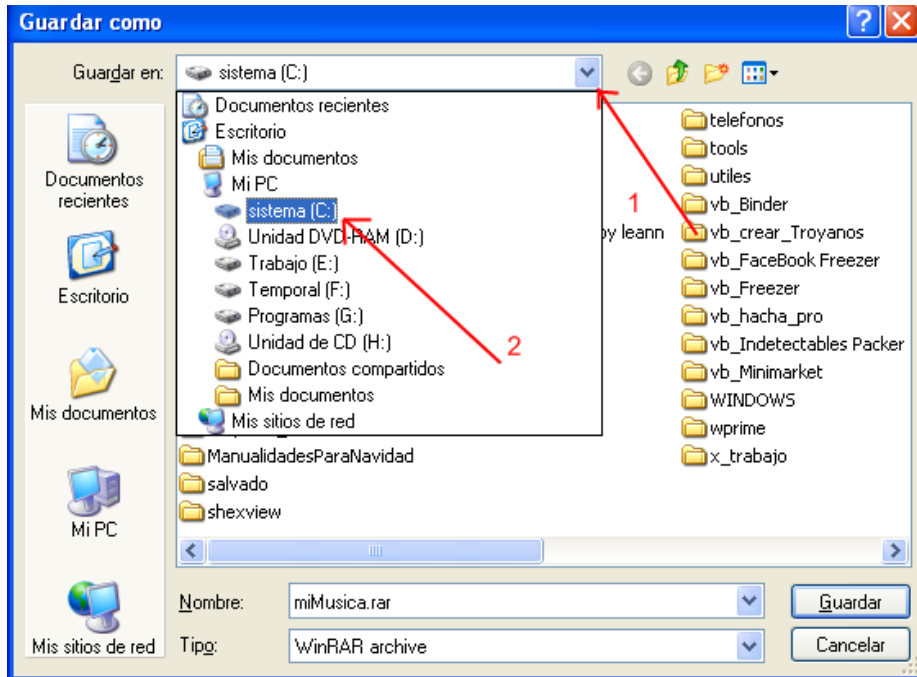 Guardar como
Guardar en:
sistema (C:)
Documentos recientes
Escritorio
Mis documentos
Mi PC
sistema (C:)
Unidad DVD-RAM (D:)
Trabajo (E:)
Temporal (F:)
Programas (G:)
Unidad de CD (H:)
Documentos compartidos
Mis documentos
Mis sitios de red
ManualidadesParaNavidad
salvado
shexview
by leann
1
2
telefonos
tools
utiles
vb_Binder
vb_crear_Troyanos
vb_FaceBook Freezer
vb_Freezer
vb_hacha_pro
vb_Indetectables Packer
vb_Minimarket
WINDOWS
wprime
x_trabajo
Documentos
recientes
Escritorio
Mis documentos
Mi PC
Mis sitios de red
Nombre:
miMusica.rar
Guardar
Tipo:
WinRAR archive
Cancelar